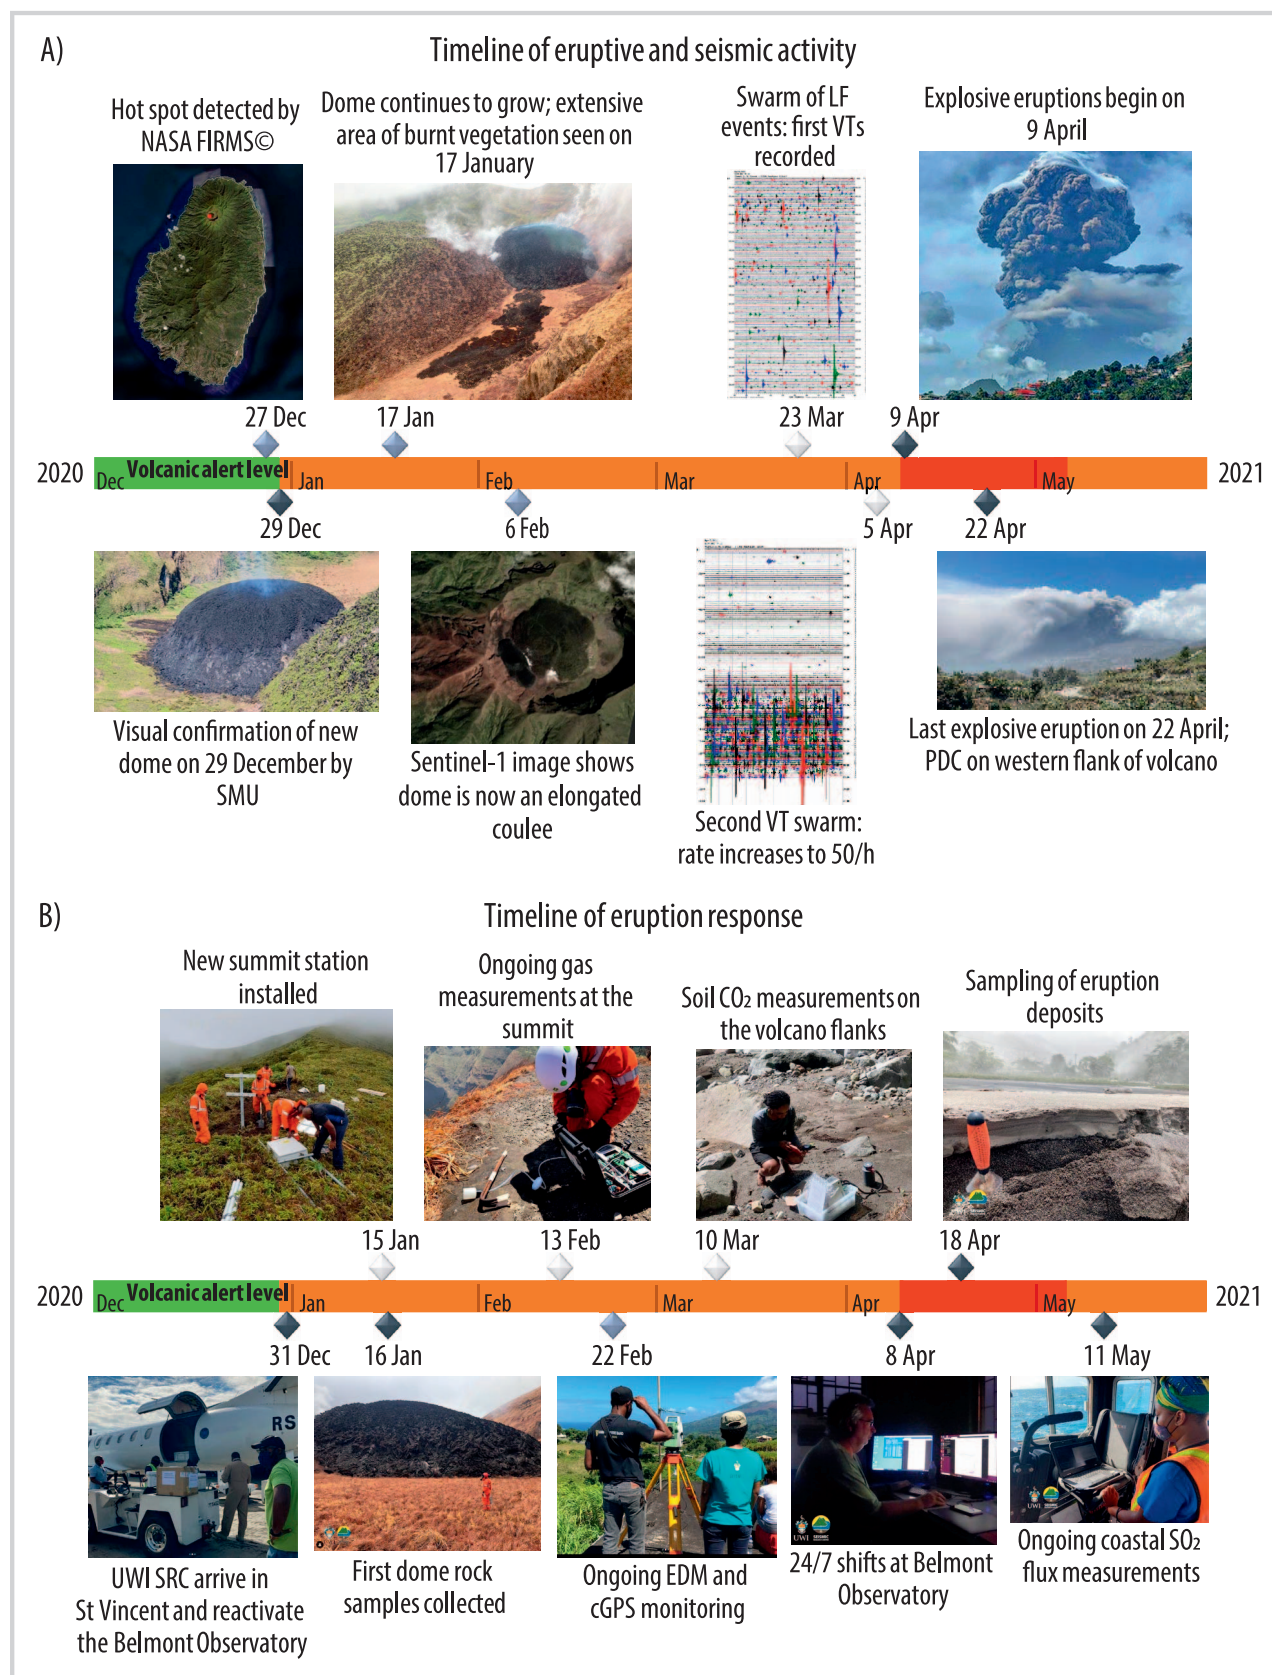 A)
Timeline of eruptive and seismic activity
Hot spot detected by
NASA FIRMS©
Dome continues to grow; extensive
area of burnt vegetation seen on
17 January
Swarm of LF
events: first VTs
recorded
Explosive eruptions begin on
9 April
27 Dec
17 Jan
23 Mar
9 Apr
2020
Dec
Volcanic alert level
Jan
Feb
Mar
Apr
May
2021
29 Dec
6 Feb
5 Apr
22 Apr
Visual confirmation of new
dome on 29 December by
SMU
Sentinel-1 image shows
dome is now an elongated
coulee
Second VT swarm:
rate increases to 50/h
Last explosive eruption on 22 April;
PDC on western flank of volcano
B)
Timeline of eruption response
New summit station
installed
Ongoing gas
measurements at the
summit
Soil CO₂ measurements on
the volcano flanks
Sampling of eruption
deposits
15 Jan
13 Feb
10 Mar
18 Apr
2020
Dec
Volcanic alert level
Jan
Feb
Mar
Apr
May
2021
31 Dec
16 Jan
22 Feb
8 Apr
11 May
RS
UWI
SEISMIC
UWI
UWI SRC arrive in
St Vincent and reactivate
the Belmont Observatory
First dome rock
samples collected
Ongoing EDM and
cGPS monitoring
24/7 shifts at Belmont
Observatory
Ongoing coastal SO₂
flux measurements